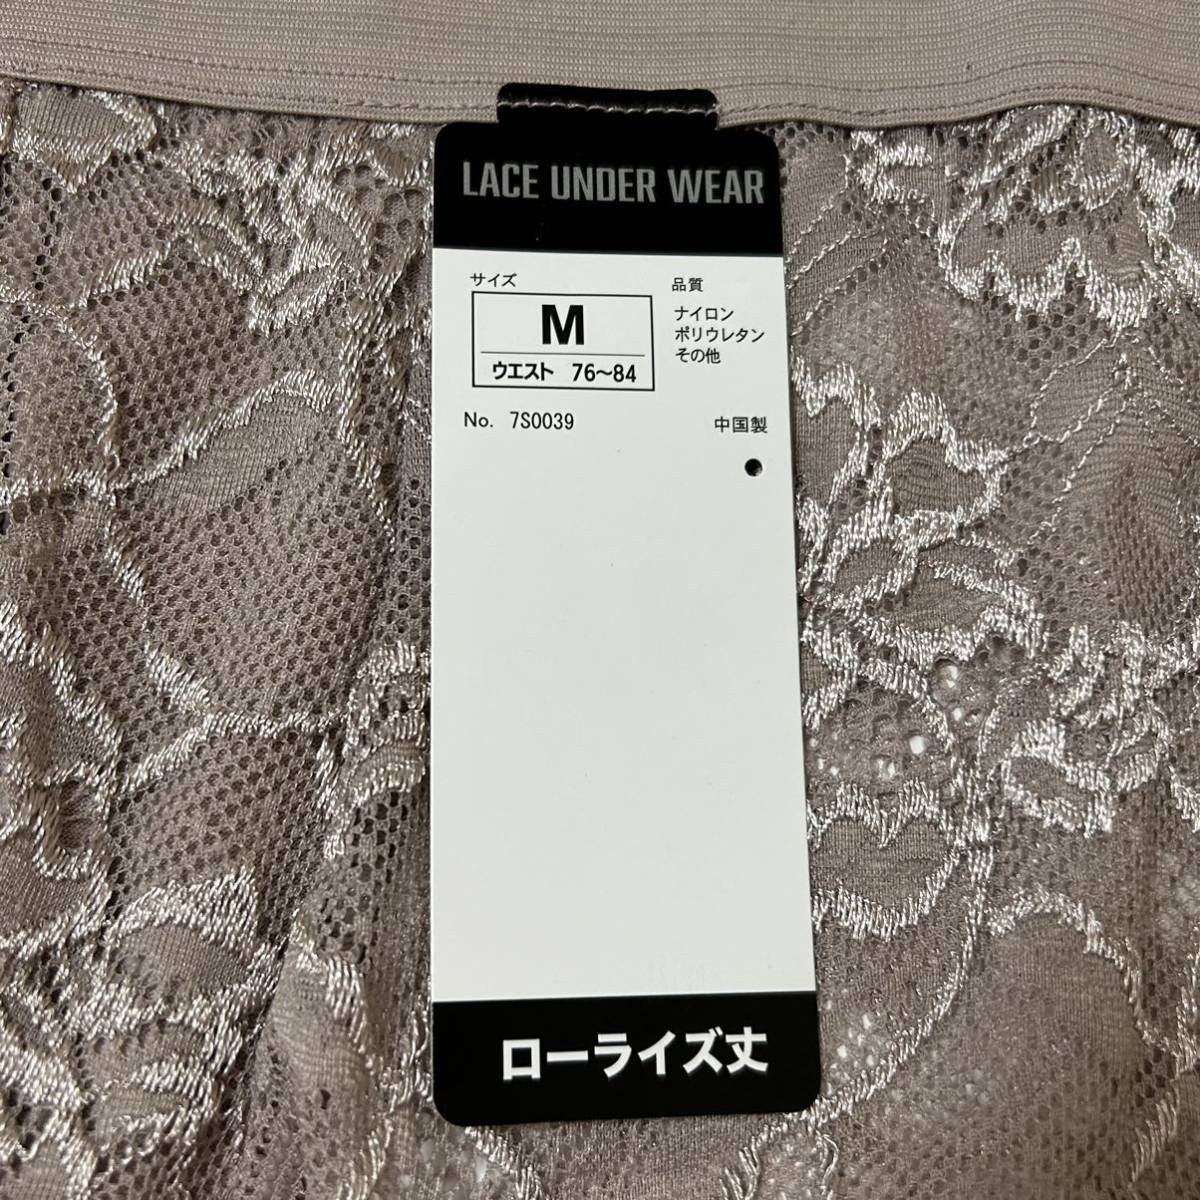 LACE UNDER WEAR
サイズ
M
ウエスト 76～84
品質
ナイロン
ポリウレタン
その他
No. 7S0039
中国製
ローライズ丈